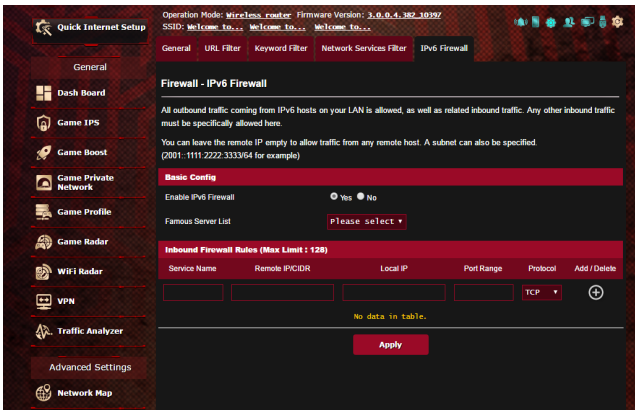 Quick Internet Setup
Operation Mode: Wireless router Firmware Version: 3.0.0.4.382_10397
SSID: Welcome to... Welcome to... Welcome to...
General URL Filter Keyword Filter Network Services Filter IPv6 Firewall
General
Dash Board
Game IPS
Game Boost
Game Private
Network
Game Profile
Game Radar
WiFi Radar
VPN
Traffic Analyzer
Advanced Settings
Network Map
Firewall - IPv6 Firewall
All outbound traffic coming from IPv6 hosts on your LAN is allowed, as well as related inbound traffic. Any other inbound traffic
must be specifically allowed here.
You can leave the remote IP empty to allow traffic from any remote host. A subnet can also be specified.
(2001::1111:2222:3333/64 for example)
Basic Config
Enable IPv6 Firewall Yes No
Famous Server List Please select
Inbound Firewall Rules (Max Limit : 128)
Service Name Remote IP/CIDR Local IP Port Range Protocol Add / Delete
TCP
No data in table.
Apply